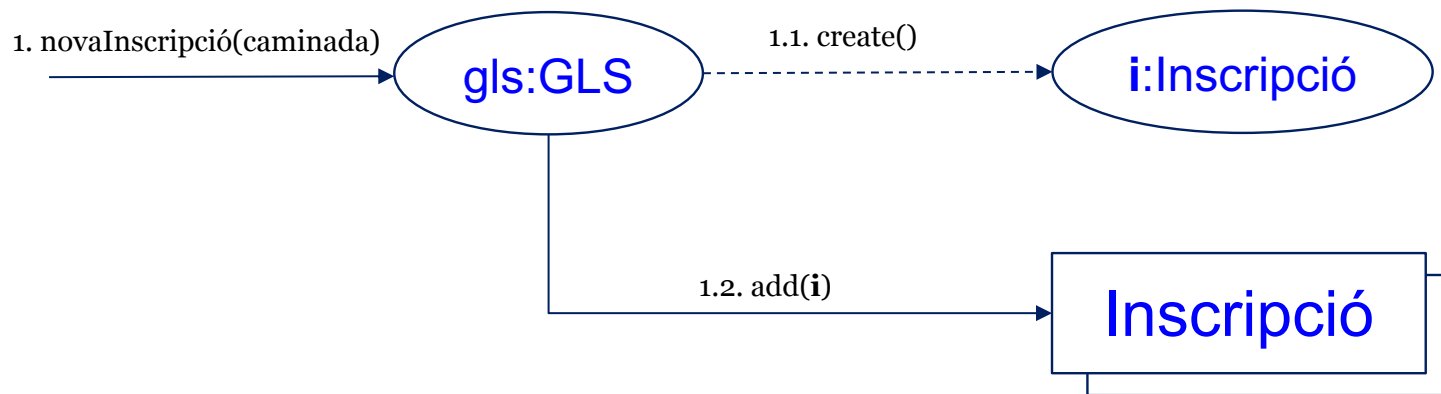 1. novaInscripció(caminada)
gls:GLS
1.1. create()
i:Inscripció
1.2. add(i)
Inscripció